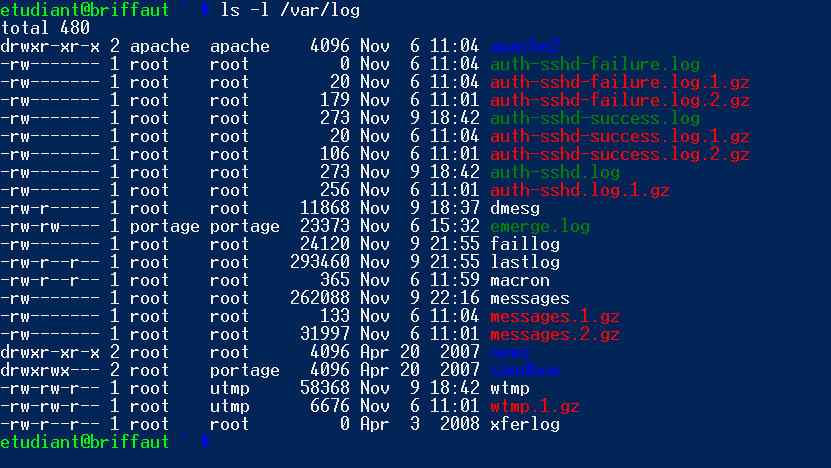 etudiant@briffaut ~ $ ls -l /var/log
total 480
drwxr-xr-x 2 apache  apache    4096 Nov  6 11:04 apache2
-rw------- 1 root    root         0 Nov  6 11:04 auth-sshd-failure.log
-rw------- 1 root    root        20 Nov  6 11:04 auth-sshd-failure.log.1.gz
-rw------- 1 root    root       179 Nov  6 11:01 auth-sshd-failure.log.2.gz
-rw------- 1 root    root       273 Nov  9 18:42 auth-sshd-success.log
-rw------- 1 root    root        20 Nov  6 11:04 auth-sshd-success.log.1.gz
-rw------- 1 root    root       106 Nov  6 11:01 auth-sshd-success.log.2.gz
-rw------- 1 root    root       273 Nov  9 18:42 auth-sshd.log
-rw------- 1 root    root       256 Nov  6 11:01 auth-sshd.log.1.gz
-rw-r----- 1 root    root     11868 Nov  9 18:37 dmesg
-rw-rw---- 1 portage portage  23373 Nov  6 15:32 emerge.log
-rw------- 1 root    root     24120 Nov  9 21:55 faillog
-rw-r--r-- 1 root    root    293460 Nov  9 21:55 lastlog
-rw-r--r-- 1 root    root       365 Nov  6 11:59 macron
-rw------- 1 root    root    262088 Nov  9 22:16 messages
-rw------- 1 root    root       133 Nov  6 11:04 messages.1.gz
-rw------- 1 root    root     31997 Nov  6 11:01 messages.2.gz
drwxr-xr-x 2 root    root      4096 Apr 20  2007 news
drwxrwx--- 2 root    portage   4096 Apr 20  2007 sandbox
-rw-rw-r-- 1 root    utmp     58368 Nov  9 18:42 wtmp
-rw-rw-r-- 1 root    utmp      6676 Nov  6 11:01 wtmp.1.gz
-rw-r--r-- 1 root    root         0 Apr  3  2008 xferlog
etudiant@briffaut ~ $